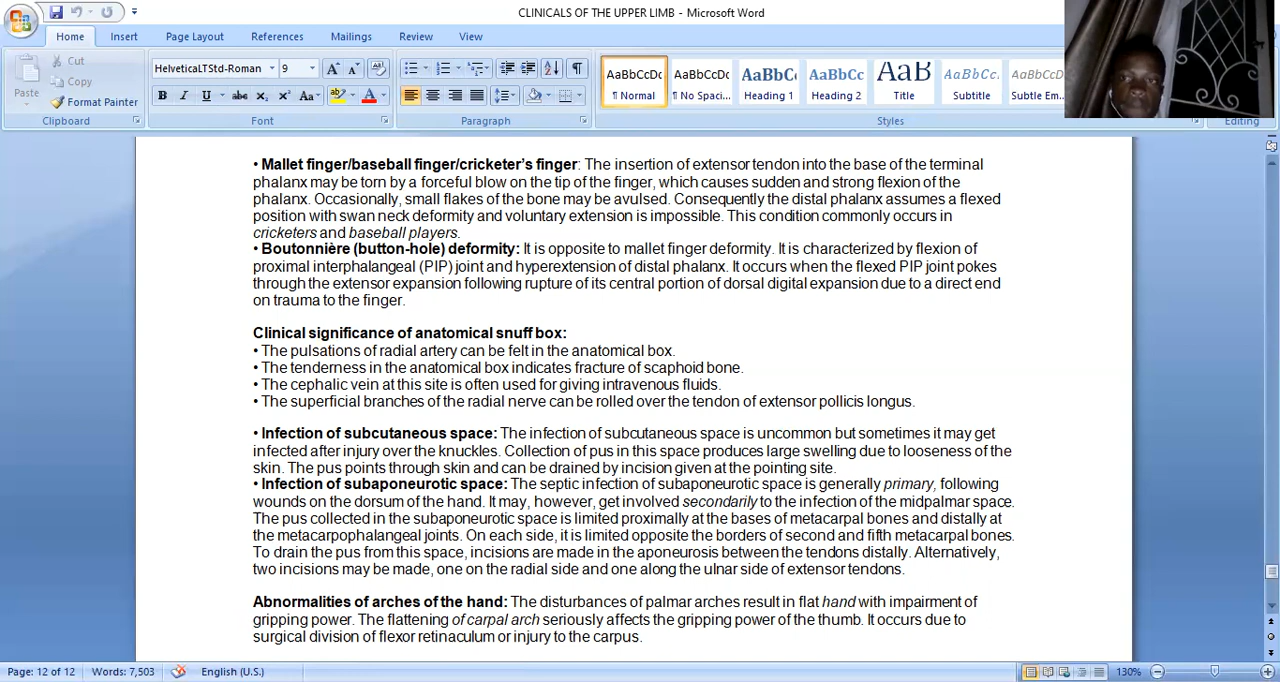 CLINICALS OF THE UPPER LIMB - Microsoft Word
Home Insert Page Layout References Mailings Review View
Cut
Copy
Paste
Format Painter
Clipboard
HelveticaLTStd-Roman 9
Font
Paragraph
AaBbCcDc AaBbCcDc AaBbC AaBbCc AaB AaBbCc. AaBbCcD
¶ Normal ¶ No Spaci... Heading 1 Heading 2 Title Subtitle Subtle Em...
Styles
Editing
• Mallet finger/baseball finger/cricketer’s finger: The insertion of extensor tendon into the base of the terminal
phalanx may be torn by a forceful blow on the tip of the finger, which causes sudden and strong flexion of the
phalanx. Occasionally, small flakes of the bone may be avulsed. Consequently the distal phalanx assumes a flexed
position with swan neck deformity and voluntary extension is impossible. This condition commonly occurs in
cricketers and baseball players.
• Boutonnière (button-hole) deformity: It is opposite to mallet finger deformity. It is characterized by flexion of
proximal interphalangeal (PIP) joint and hyperextension of distal phalanx. It occurs when the flexed PIP joint pokes
through the extensor expansion following rupture of its central portion of dorsal digital expansion due to a direct end
on trauma to the finger.
Clinical significance of anatomical snuff box:
• The pulsations of radial artery can be felt in the anatomical box.
• The tenderness in the anatomical box indicates fracture of scaphoid bone.
• The cephalic vein at this site is often used for giving intravenous fluids.
• The superficial branches of the radial nerve can be rolled over the tendon of extensor pollicis longus.
• Infection of subcutaneous space: The infection of subcutaneous space is uncommon but sometimes it may get
infected after injury over the knuckles. Collection of pus in this space produces large swelling due to looseness of the
skin. The pus points through skin and can be drained by incision given at the pointing site.
• Infection of subaponeurotic space: The septic infection of subaponeurotic space is generally primary, following
wounds on the dorsum of the hand. It may, however, get involved secondarily to the infection of the midpalmar space.
The pus collected in the subaponeurotic space is limited proximally at the bases of metacarpal bones and distally at
the metacarpophalangeal joints. On each side, it is limited opposite the borders of second and fifth metacarpal bones.
To drain the pus from this space, incisions are made in the aponeurosis between the tendons distally. Alternatively,
two incisions may be made, one on the radial side and one along the ulnar side of extensor tendons.
Abnormalities of arches of the hand: The disturbances of palmar arches result in flat hand with impairment of
gripping power. The flattening of carpal arch seriously affects the gripping power of the thumb. It occurs due to
surgical division of flexor retinaculum or injury to the carpus.
Page: 12 of 12 Words: 7,503 English (U.S.) 130%